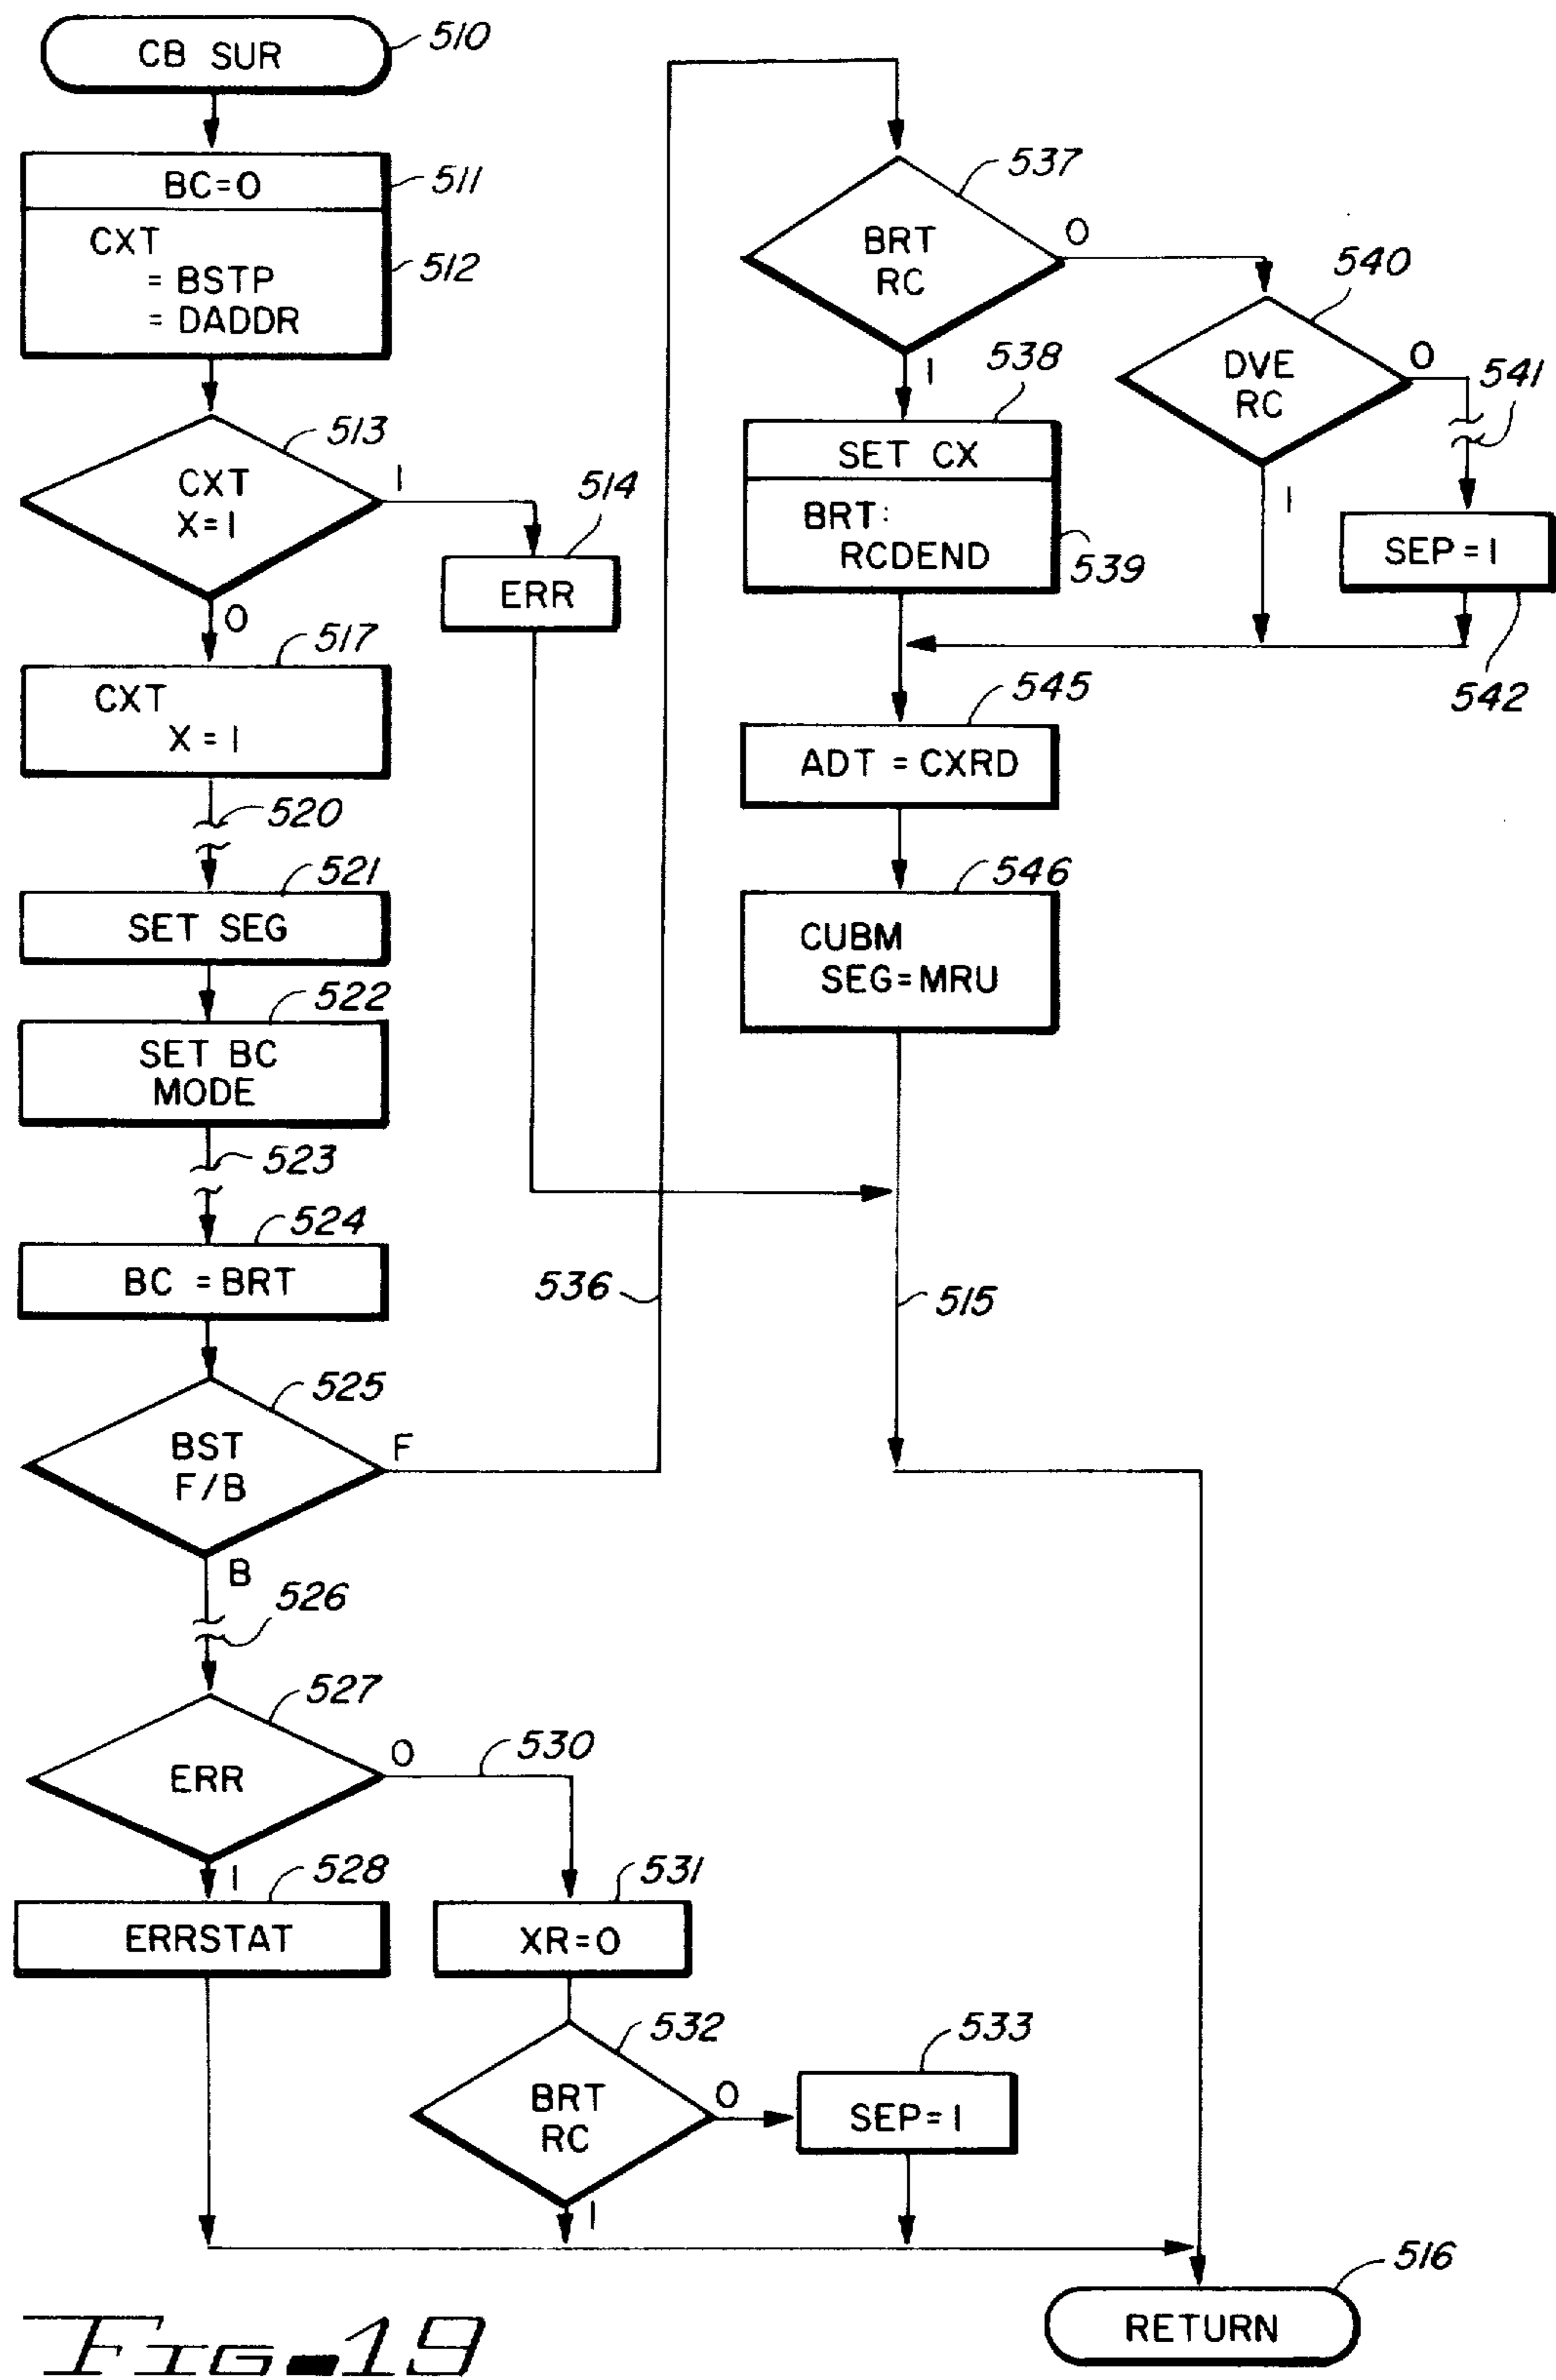 CB SUR
510
BC=0
511
CXT
= BSTP
= DADDR
512
513
CXT
X=1
1
0
514
ERR
517
CXT
X=1
520
521
SET SEG
522
SET BC
MODE
523
524
BC = BRT
525
BST
F/B
F
B
526
527
ERR
0
1
528
ERRSTAT
530
531
XR=0
532
BRT
RC
0
1
533
SEP=1
536
537
BRT
RC
0
1
538
SET CX
BRT:
RCDEND
539
540
DVE
RC
0
1
541
SEP=1
542
545
ADT = CXRD
546
CUBM
SEG=MRU
515
516
RETURN
FIG-19